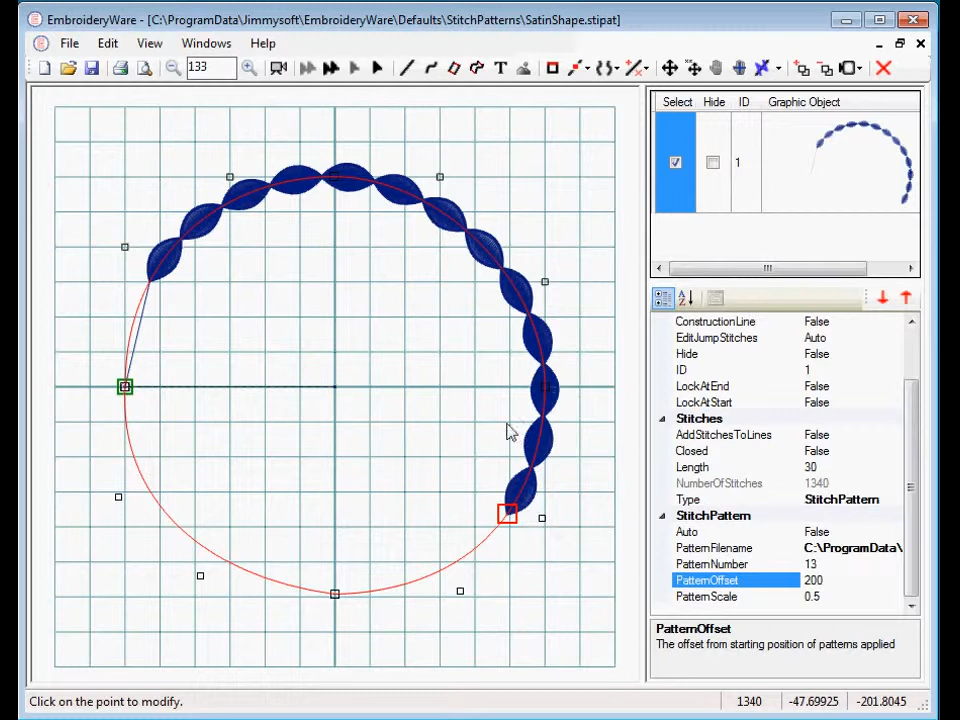 EmbroideryWare - [C:\ProgramData\Jimmysoft\EmbroideryWare\Defaults\StitchPatterns\SatinShape.stipat]
File Edit View Windows Help
133
Select Hide ID Graphic Object
1
ConstructionLine False
EditJumpStitches Auto
Hide False
ID 1
LockAtEnd False
LockAtStart False
Stitches
AddStitchesToLines False
Closed False
Length 30
NumberOfStitches 1340
Type StitchPattern
StitchPattern
Auto False
PatternFilename C:\ProgramData\
PatternNumber 13
PatternOffset 200
PatternScale 0.5
PatternOffset
The offset from starting position of patterns applied
Click on the point to modify. 1340 -47.69925 -201.8045